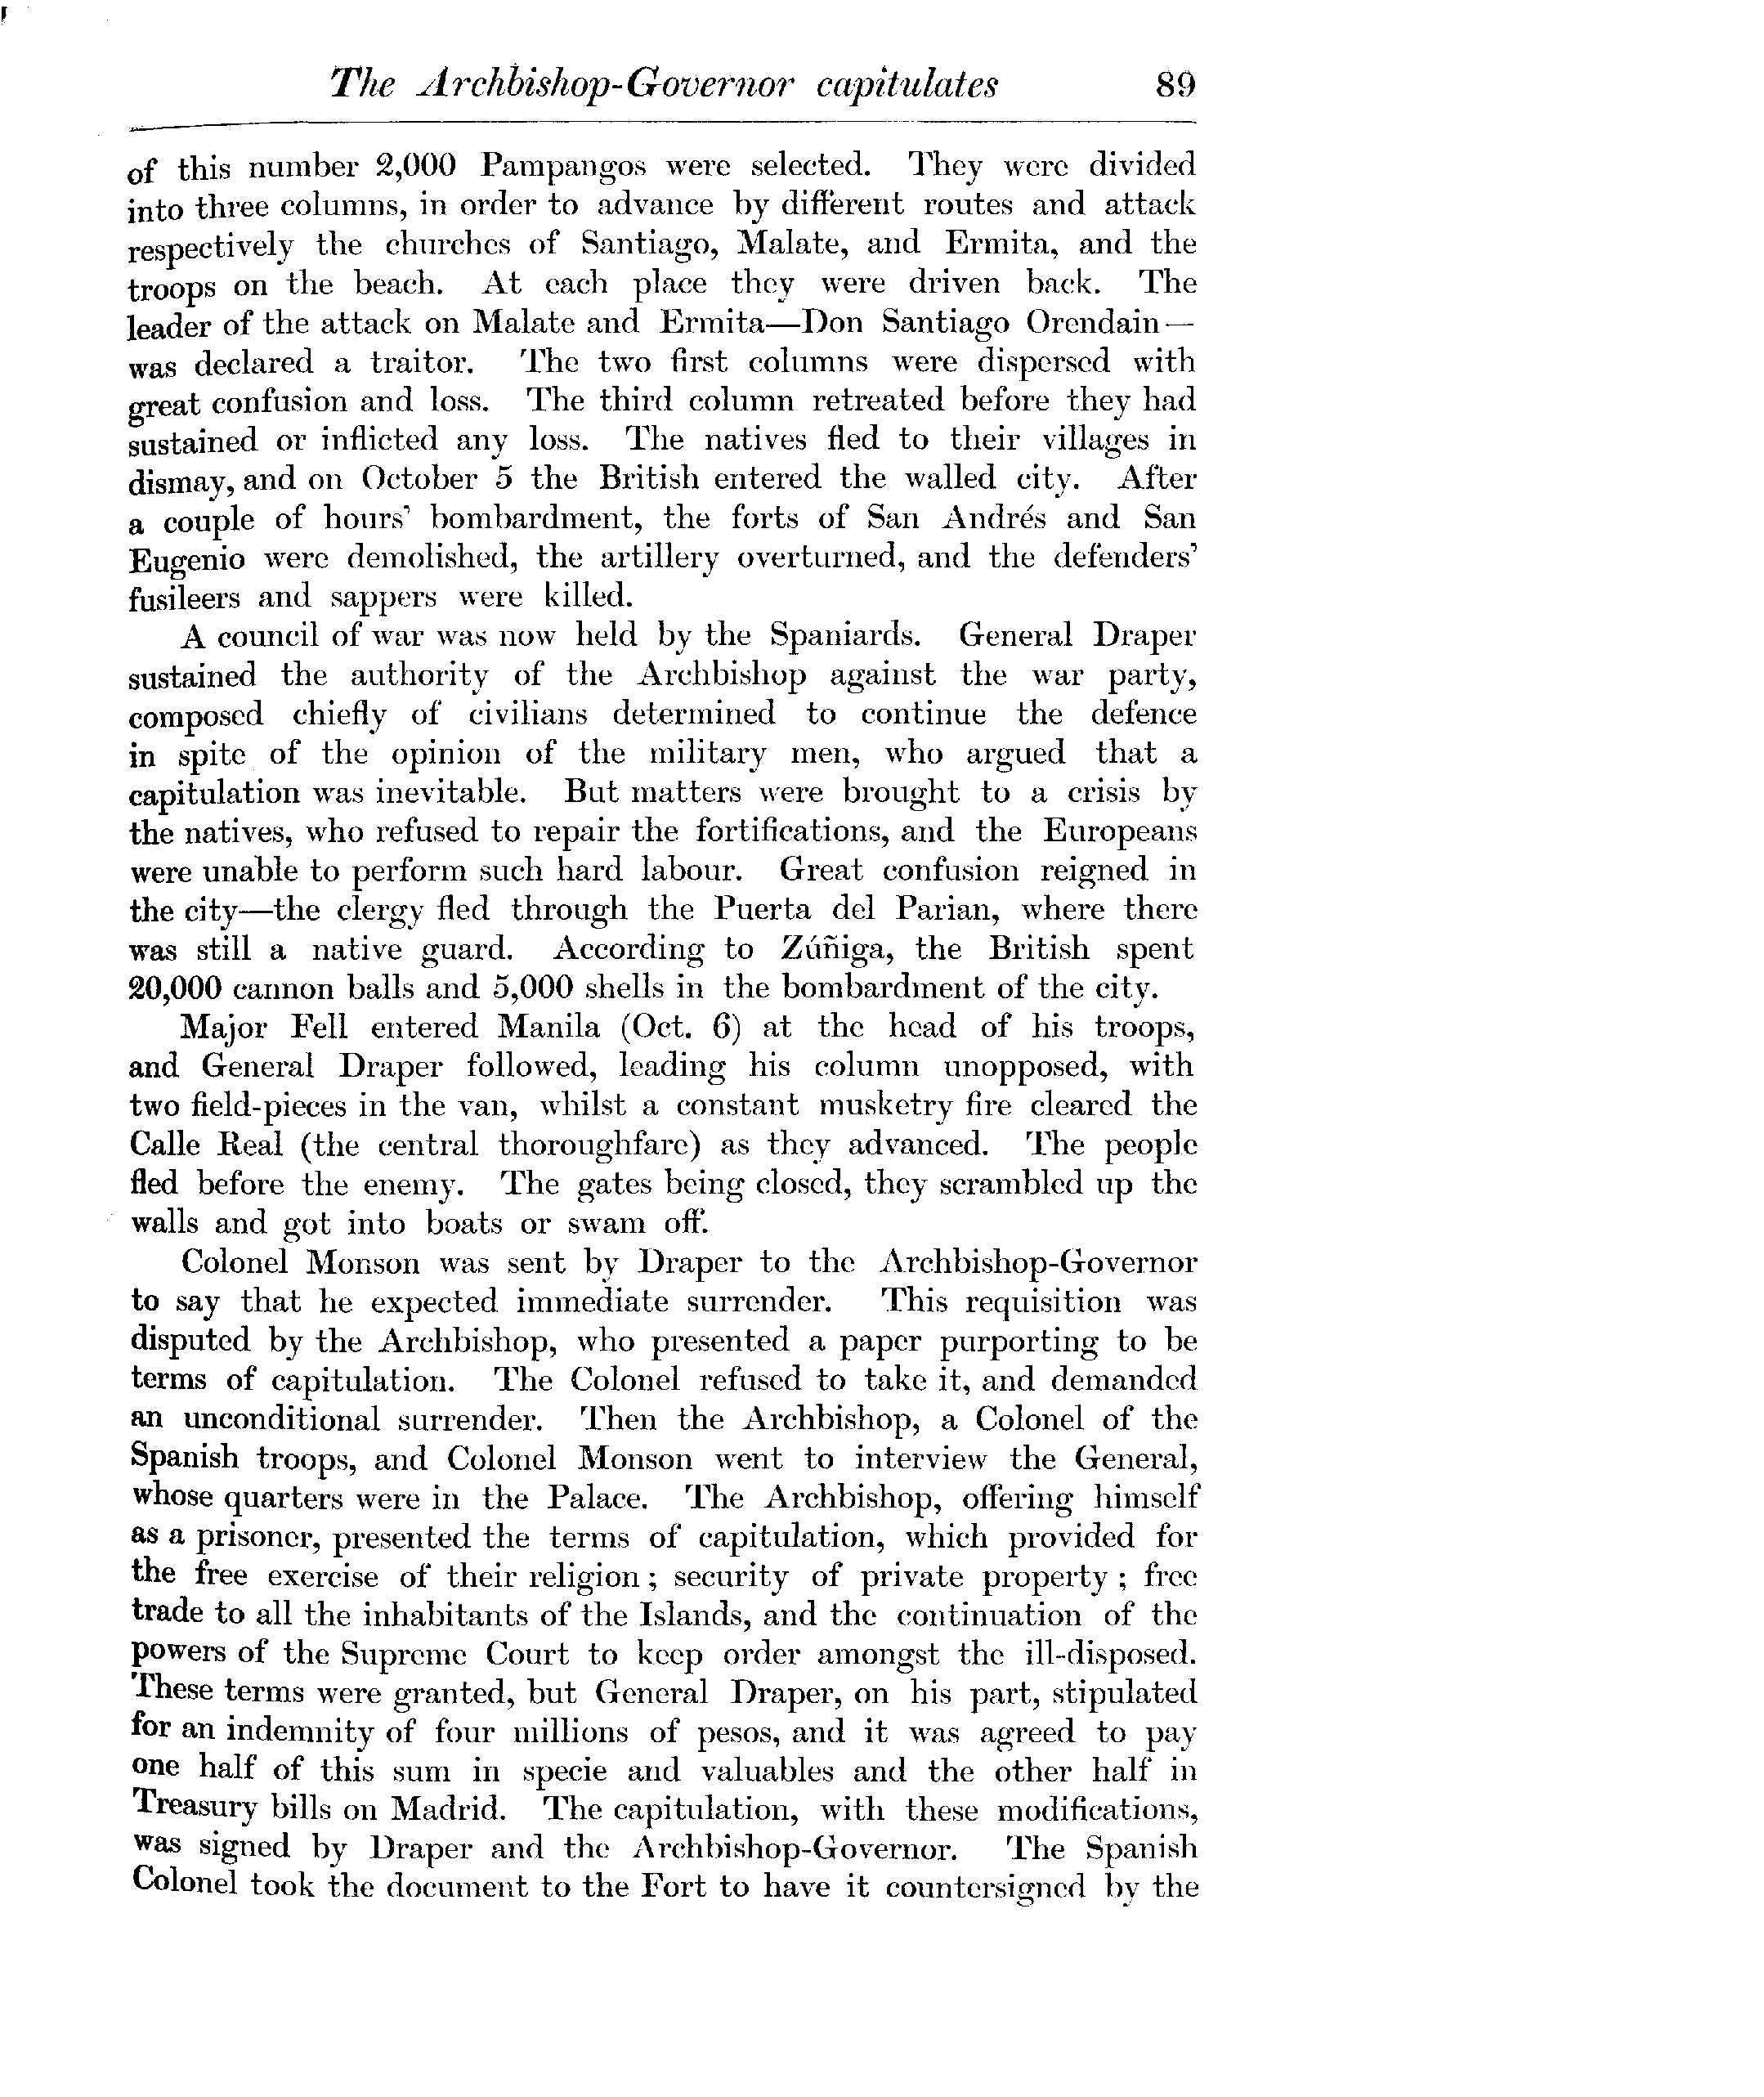 The Archbishop-Governor capitulates 89
of this number 2,000 Pampangos were selected. They were divided
into three columns, in order to advance by different routes and attack
respectively the churches of Santiago, Malate, and Ermita, and the
troops on the beach. At each place they were driven back. The
leader of the attack on Malate and Ermita—Don Santiago Orendain—
was declared a traitor. The two first columns were dispersed with
great confusion and loss. The third column retreated before they had
sustained or inflicted any loss. The natives fled to their villages in
dismay, and on October 5 the British entered the walled city. After
a couple of hours' bombardment, the forts of San Andrés and San
Eugenio were demolished, the artillery overturned, and the defenders'
fusileers and sappers were killed.
A council of war was now held by the Spaniards. General Draper
sustained the authority of the Archbishop against the war party,
composed chiefly of civilians determined to continue the defence
in spite of the opinion of the military men, who argued that a
capitulation was inevitable. But matters were brought to a crisis by
the natives, who refused to repair the fortifications, and the Europeans
were unable to perform such hard labour. Great confusion reigned in
the city—the clergy fled through the Puerta del Parian, where there
was still a native guard. According to Zúñiga, the British spent
20,000 cannon balls and 5,000 shells in the bombardment of the city.
Major Fell entered Manila (Oct. 6) at the head of his troops,
and General Draper followed, leading his column unopposed, with
two field-pieces in the van, whilst a constant musketry fire cleared the
Calle Real (the central thoroughfare) as they advanced. The people
fled before the enemy. The gates being closed, they scrambled up the
walls and got into boats or swam off.
Colonel Monson was sent by Draper to the Archbishop-Governor
to say that he expected immediate surrender. This requisition was
disputed by the Archbishop, who presented a paper purporting to be
terms of capitulation. The Colonel refused to take it, and demanded
an unconditional surrender. Then the Archbishop, a Colonel of the
Spanish troops, and Colonel Monson went to interview the General,
whose quarters were in the Palace. The Archbishop, offering himself
as a prisoner, presented the terms of capitulation, which provided for
the free exercise of their religion; security of private property; free
trade to all the inhabitants of the Islands, and the continuation of the
powers of the Supreme Court to keep order amongst the ill-disposed.
These terms were granted, but General Draper, on his part, stipulated
for an indemnity of four millions of pesos, and it was agreed to pay
one half of this sum in specie and valuables and the other half in
Treasury bills on Madrid. The capitulation, with these modifications,
was signed by Draper and the Archbishop-Governor. The Spanish
Colonel took the document to the Fort to have it countersigned by the